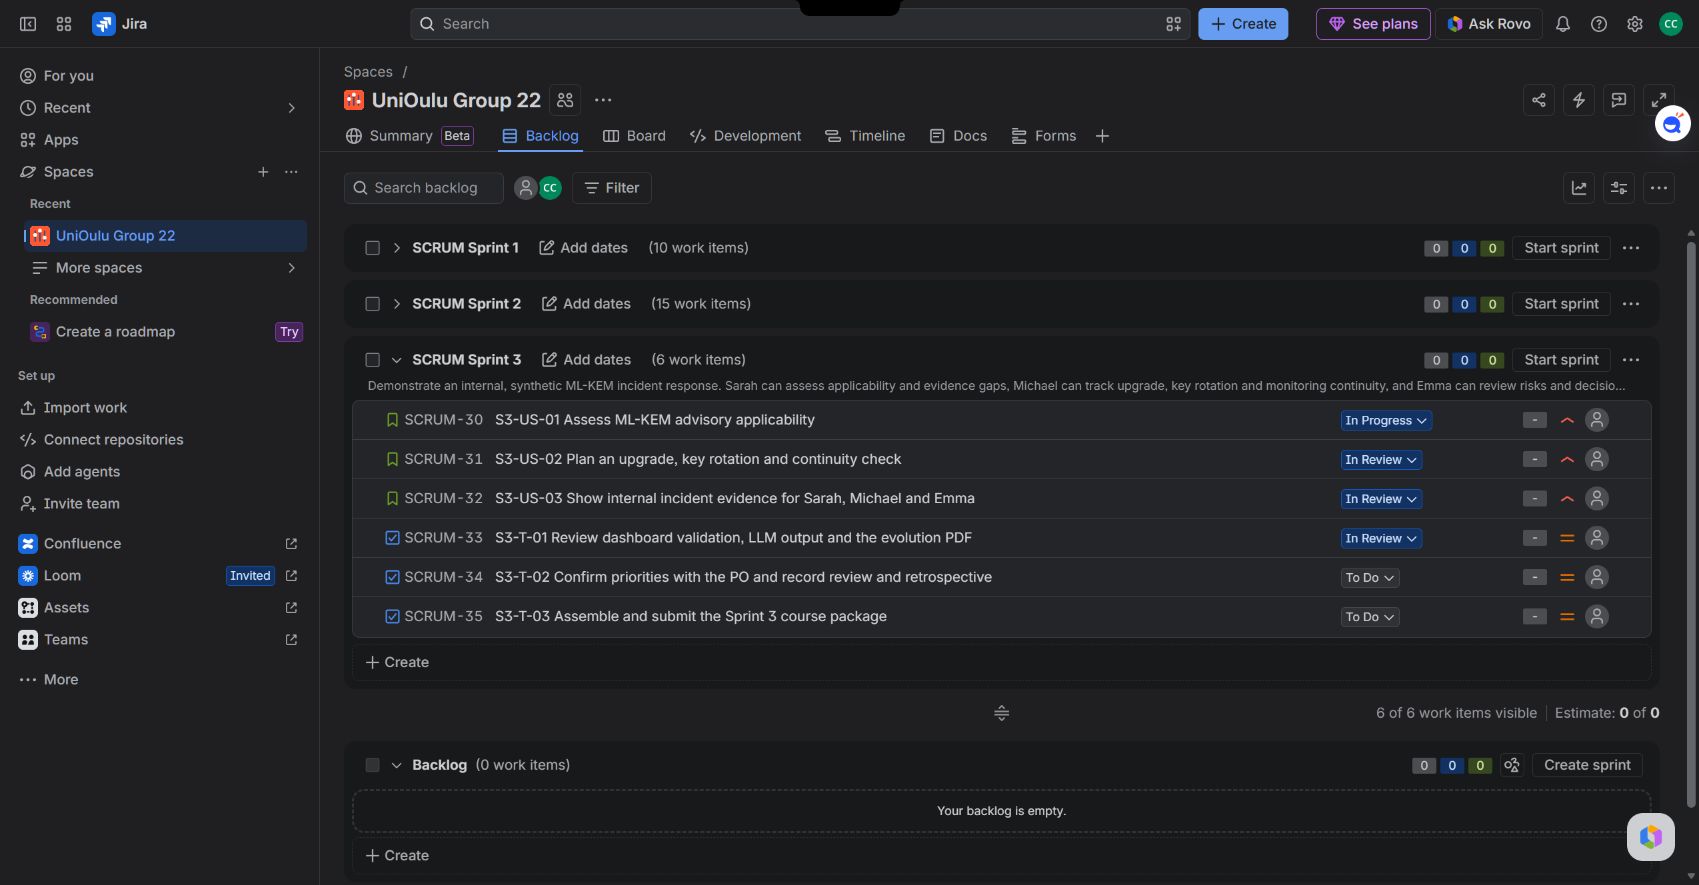 Jira
Search
Create
See plans
Ask Rovo
CC
For you
Recent
Apps
Spaces
Recent
UniOulu Group 22
More spaces
Recommended
Create a roadmap
Try
Set up
Import work
Connect repositories
Add agents
Invite team
Confluence
Loom
Invited
Assets
Teams
More
Spaces /
UniOulu Group 22
Summary Beta
Backlog
Board
Development
Timeline
Docs
Forms
Search backlog
CC
Filter
SCRUM Sprint 1 Add dates (10 work items) 0 0 0 Start sprint
SCRUM Sprint 2 Add dates (15 work items) 0 0 0 Start sprint
SCRUM Sprint 3 Add dates (6 work items) 0 0 0 Start sprint
Demonstrate an internal, synthetic ML-KEM incident response. Sarah can assess applicability and evidence gaps, Michael can track upgrade, key rotation and monitoring continuity, and Emma can review risks and decisio...
SCRUM-30 S3-US-01 Assess ML-KEM advisory applicability In Progress -
SCRUM-31 S3-US-02 Plan an upgrade, key rotation and continuity check In Review -
SCRUM-32 S3-US-03 Show internal incident evidence for Sarah, Michael and Emma In Review -
SCRUM-33 S3-T-01 Review dashboard validation, LLM output and the evolution PDF In Review -
SCRUM-34 S3-T-02 Confirm priorities with the PO and record review and retrospective To Do -
SCRUM-35 S3-T-03 Assemble and submit the Sprint 3 course package To Do -
Create
6 of 6 work items visible Estimate: 0 of 0
Backlog (0 work items) 0 0 0 Create sprint
Your backlog is empty.
Create